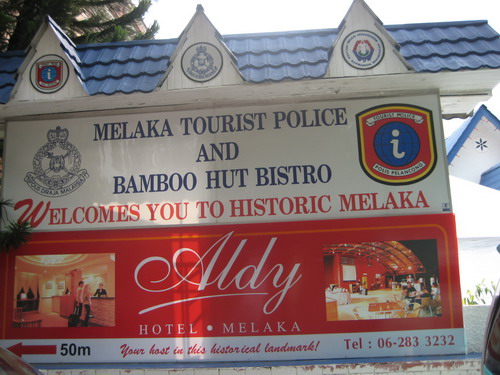 MELAKA TOURIST POLICE
AND
BAMBOO HUT BISTRO
WELCOMES YOU TO HISTORIC MELAKA
TOURIST POLICE
i
POLIS PELANCONG
Aldy
HOTEL • MELAKA
50m
Your host in this historical landmark!
Tel : 06-283 3232